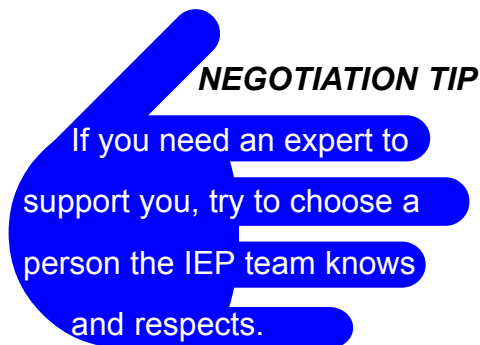 NEGOTIATION TIP
If you need an expert to
support you, try to choose a
person the IEP team knows
and respects.